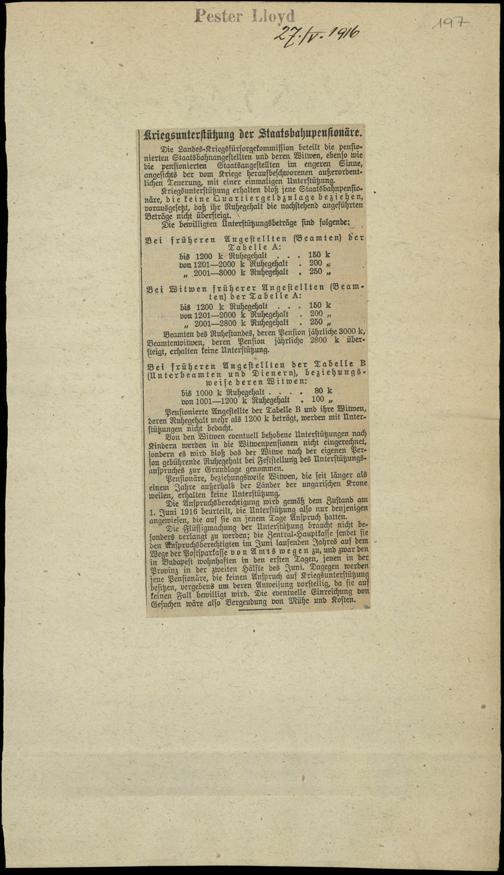 Pester Lloyd
197
27./V. 1916
Kriegsunterstützung der Staatsbahnpensionäre.
Die Landes-Kriegsfürsorgekommission beteilt die pensio-
nierten Staatsbahnangestellten und deren Witwen, ebenso wie
die pensionierten Staatsangestellten im engeren Sinne,
angesichts der vom Kriege heraufbeschworenen außerordent-
lichen Teuerung, mit einer einmaligen Unterstützung.
Kriegsunterstützung erhalten bloß jene Staatsbahnpensio-
näre, die keine Quartiergeldzulage beziehen,
vorausgesetzt, daß ihr Ruhegehalt die nachstehend angeführten
Beträge nicht übersteigt.
Die bewilligten Unterstützungsbeträge sind folgende:
Bei früheren Angestellten (Beamten) der
Tabelle A:
bis 1200 k Ruhegehalt . . . 150 k
von 1201—2000 k Ruhegehalt . 200 „
„ 2001—3000 k Ruhegehalt . 250 „
Bei Witwen früherer Angestellten (Beam-
ten) der Tabelle A:
bis 1200 k Ruhegehalt . . . 150 k
von 1201—2000 k Ruhegehalt . 200 „
„ 2001—2800 k Ruhegehalt . 250 „
Beamten des Ruhestandes, deren Pension jährliche 3000 k,
Beamtenwitwen, deren Pension jährliche 2800 k über-
steigt, erhalten keine Unterstützung.
Bei früheren Angestellten der Tabelle B
(Unterbeamten und Dienern), beziehungs-
weise deren Witwen:
bis 1000 k Ruhegehalt . . . 80 k
von 1001—1200 k Ruhegehalt . 100 „
Pensionierte Angestellte der Tabelle B und ihre Witwen,
deren Ruhegehalt mehr als 1200 k beträgt, werden mit Unter-
stützungen nicht bedacht.
Von den Witwen eventuell behobene Unterstützungen nach
Kindern werden in die Witwenpensionen nicht eingerechnet,
sondern es wird bloß das der Witwe nach der eigenen Per-
son gebührende Ruhegehalt bei Feststellung des Unterstützungs-
anspruches zur Grundlage genommen.
Pensionäre, beziehungsweise Witwen, die seit länger als
einem Jahre außerhalb der Länder der ungarischen Krone
weilen, erhalten keine Unterstützung.
Die Anspruchsberechtigung wird gemäß dem Zustand am
1. Juni 1916 beurteilt, die Unterstützung also nur denjenigen
angewiesen, die auf sie an jenem Tage Anspruch hatten.
Die Flüssigmachung der Unterstützung braucht nicht be-
sonders verlangt zu werden; die Zentral-Hauptkasse sendet sie
den Anspruchsberechtigten im Juni laufenden Jahres auf dem
Wege der Postsparkasse von Amts wegen zu, und zwar den
in Budapest wohnhaften in den ersten Tagen, jenen in der
Provinz in der zweiten Hälfte des Juni. Dagegen werden
jene Pensionäre, die keinen Anspruch auf Kriegsunterstützung
besitzen, vergebens um deren Anweisung vorstellig, da sie auf
keinen Fall bewilligt wird. Die eventuelle Einreichung von
Gesuchen wäre also Vergeudung von Mühe und Kosten.